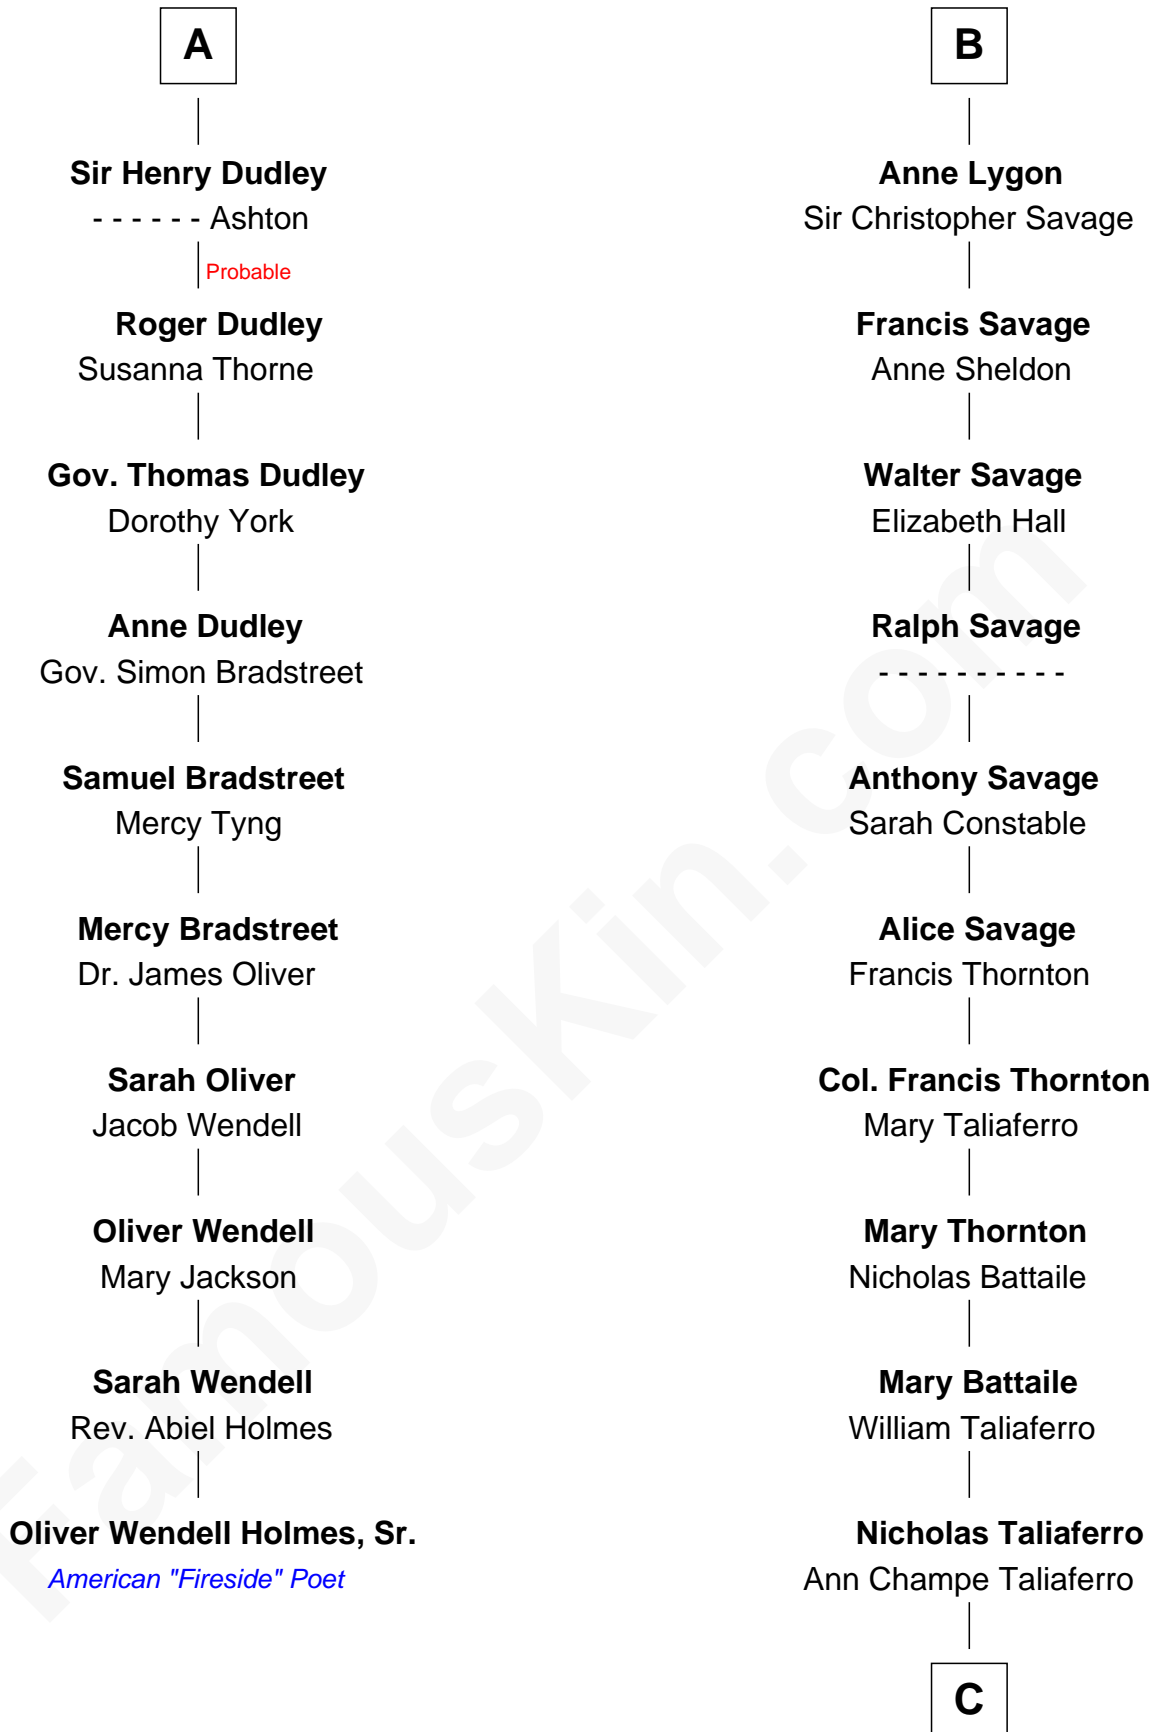 A
Sir Henry Dudley
- - - - - - Ashton
Probable
Roger Dudley
Susanna Thorne
Gov. Thomas Dudley
Dorothy York
Anne Dudley
Gov. Simon Bradstreet
Samuel Bradstreet
Mercy Tyng
Mercy Bradstreet
Dr. James Oliver
Sarah Oliver
Jacob Wendell
Oliver Wendell
Mary Jackson
Sarah Wendell
Rev. Abiel Holmes
Oliver Wendell Holmes, Sr.
American "Fireside" Poet
B
Anne Lygon
Sir Christopher Savage
Francis Savage
Anne Sheldon
Walter Savage
Elizabeth Hall
Ralph Savage
- - - - - - - - - -
Anthony Savage
Sarah Constable
Alice Savage
Francis Thornton
Col. Francis Thornton
Mary Taliaferro
Mary Thornton
Nicholas Battaile
Mary Battaile
William Taliaferro
Nicholas Taliaferro
Ann Champe Taliaferro
C
FamousKin.com